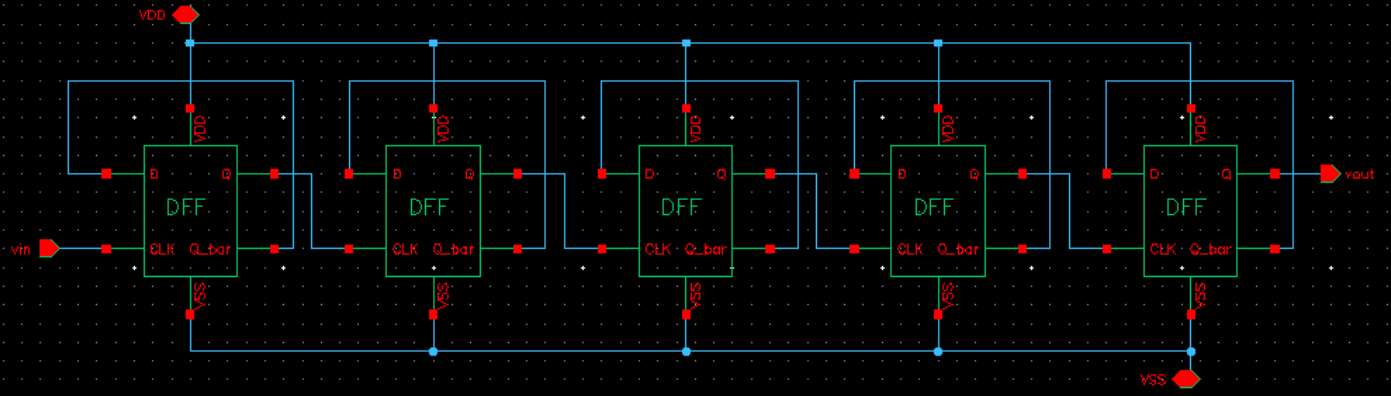 VDD
VDD VDD VDD VDD VDD
D Q D Q D Q D Q D Q vout
DFF DFF DFF DFF DFF
vin CLK Q_bar CLK Q_bar CLK Q_bar CLK Q_bar CLK Q_bar
VSS VSS VSS VSS VSS
VSS